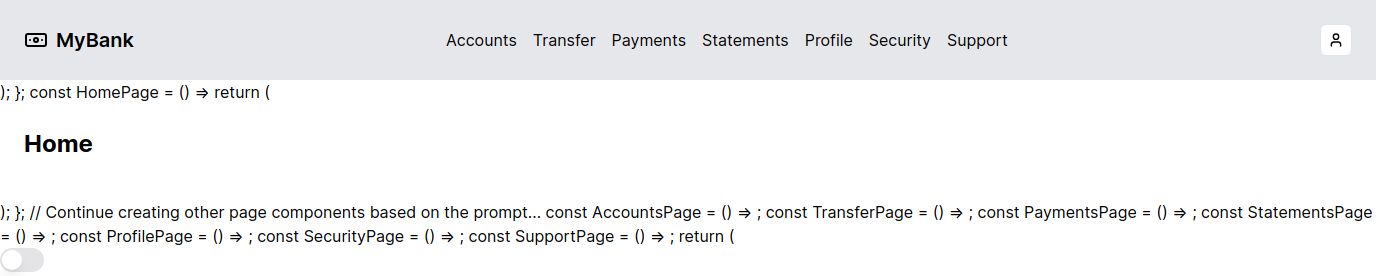 MyBank Accounts Transfer Payments Statements Profile Security Support
); }; const HomePage = () => return (
Home
); }; // Continue creating other page components based on the prompt... const AccountsPage = () => ; const TransferPage = () => ; const PaymentsPage = () => ; const StatementsPage
= () => ; const ProfilePage = () => ; const SecurityPage = () => ; const SupportPage = () => ; return (